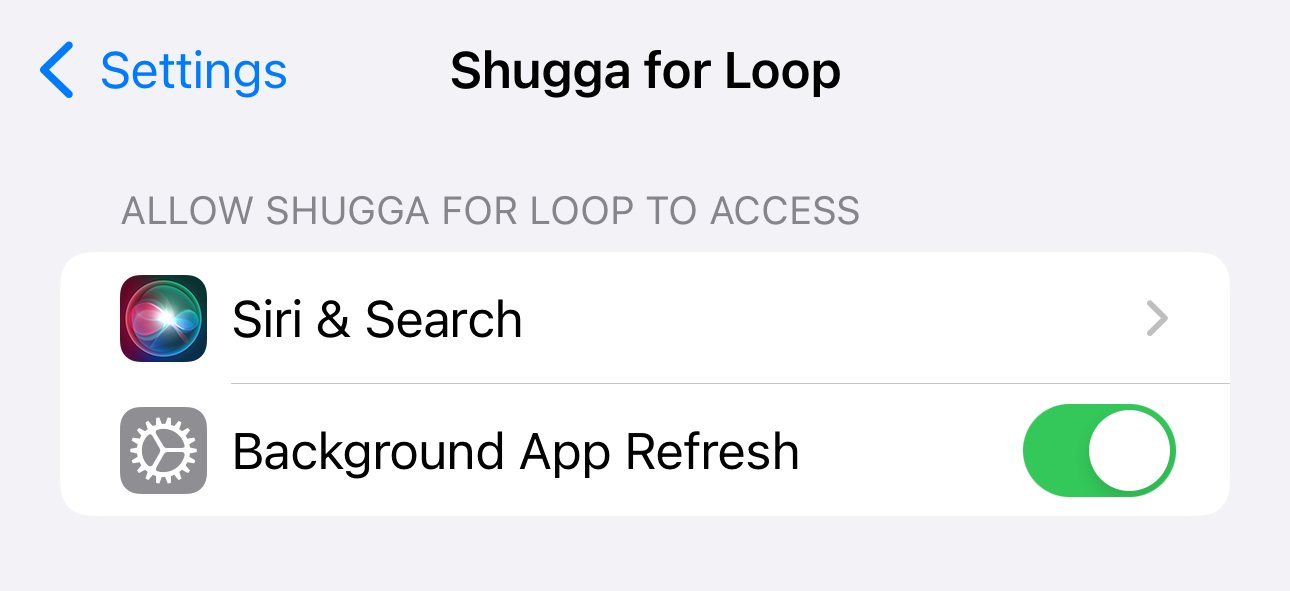 Settings
Shugga for Loop
ALLOW SHUGGA FOR LOOP TO ACCESS
Siri & Search
Background App Refresh